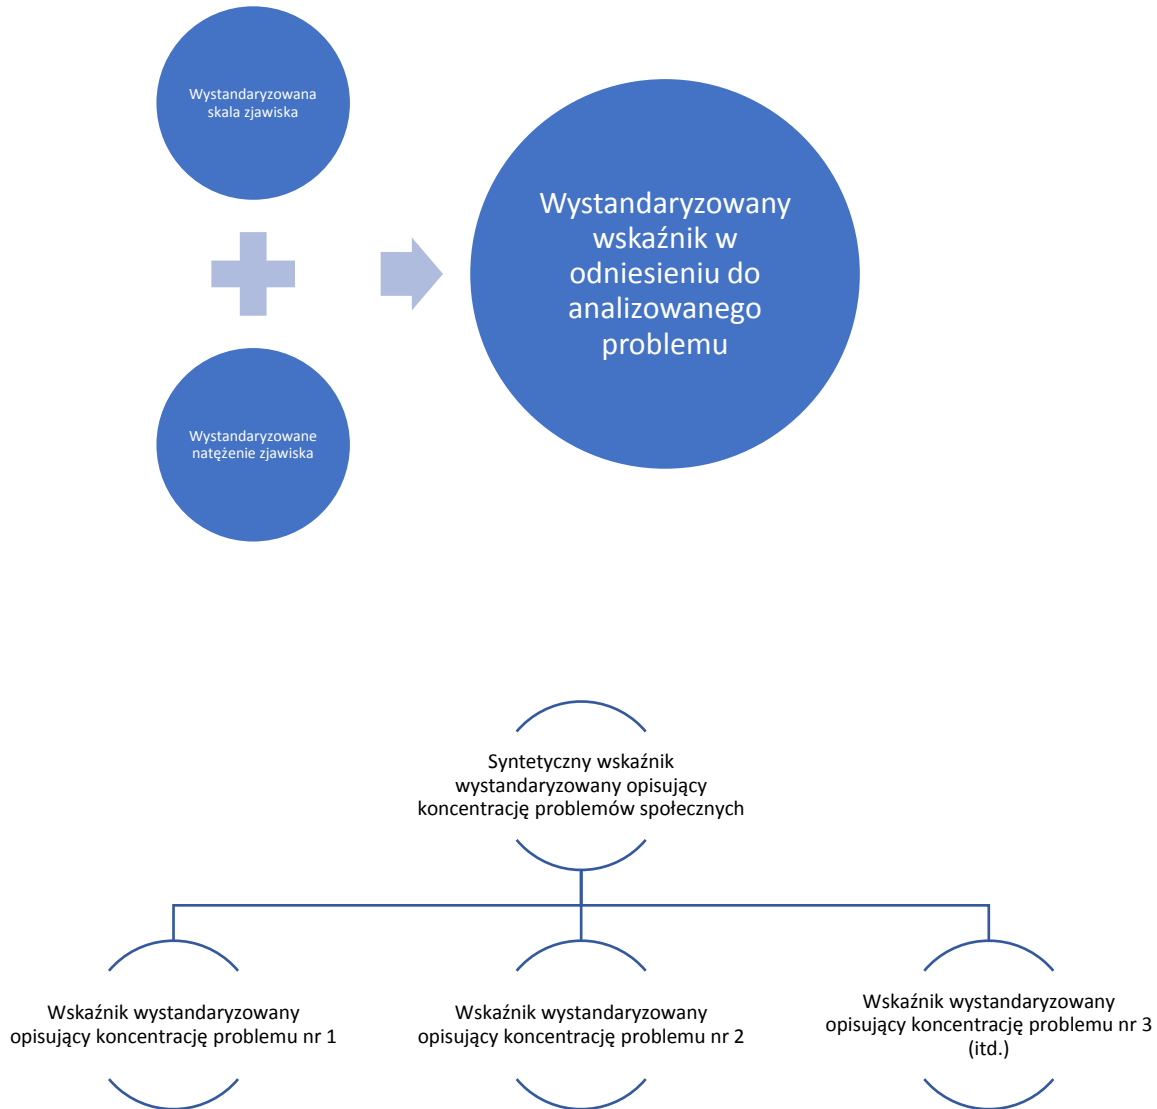 Wystandaryzowana
skala zjawiska
Wystandaryzowane
natężenie zjawiska
Wystandaryzowany
wskaźnik w
odniesieniu do
analizowanego
problemu
Syntetyczny wskaźnik
wystandaryzowany opisujący
koncentrację problemów społecznych
Wskaźnik wystandaryzowany
opisujący koncentrację problemu nr 1
Wskaźnik wystandaryzowany
opisujący koncentrację problemu nr 2
Wskaźnik wystandaryzowany
opisujący koncentrację problemu nr 3
(itd.)